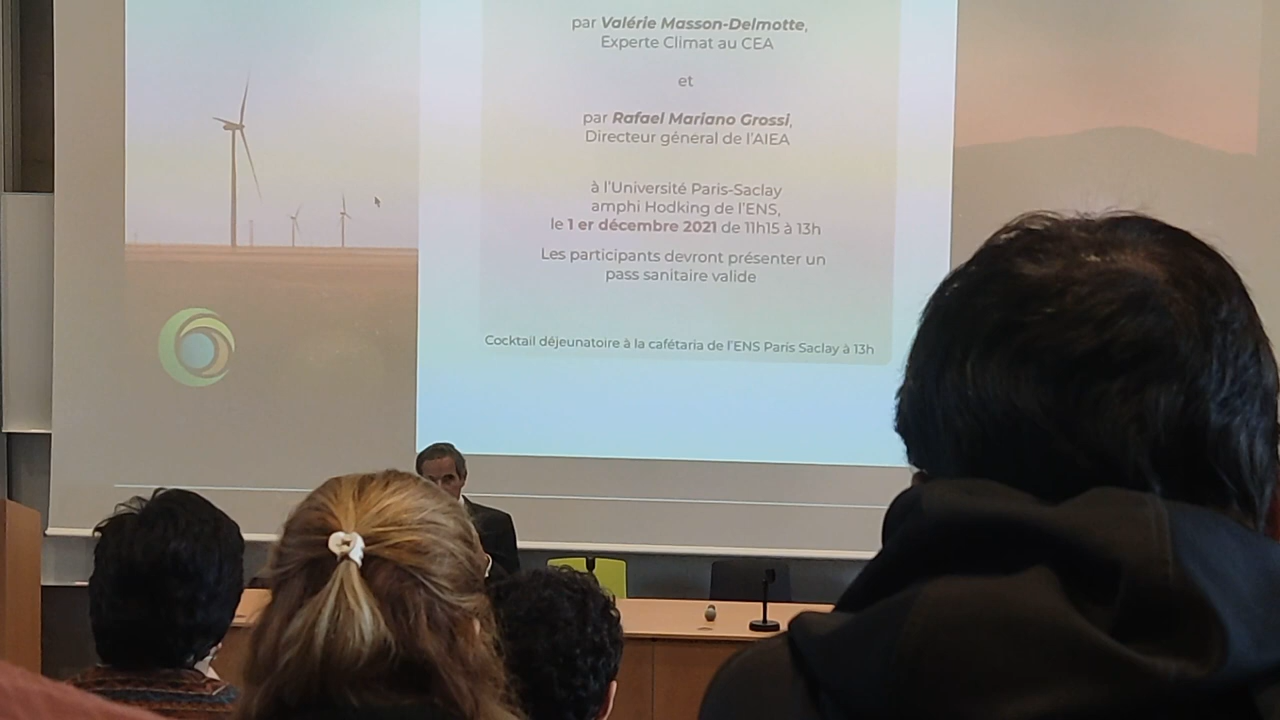 par Valérie Masson-Delmotte,
Experte Climat au CEA
et
par Rafael Mariano Grossi,
Directeur géneral de l'AIEA
à l'Université Paris-Saclay
amphi Hodking de l'ENS,
le 1 er décembre 2021 de 11h15 à 13h
Les participants devront présenter un
pass sanitaire valide
Cocktail déjeunatoire à la cafétaria de l'ENS Paris Saclay à 13h